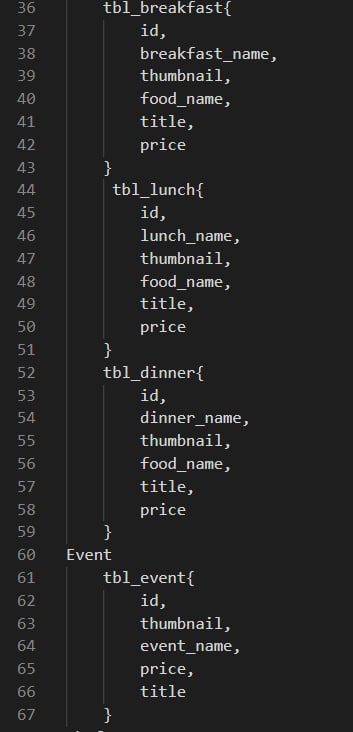 36 tbl_breakfast{
37 id,
38 breakfast_name,
39 thumbnail,
40 food_name,
41 title,
42 price
43 }
44 tbl_lunch{
45 id,
46 lunch_name,
47 thumbnail,
48 food_name,
49 title,
50 price
51 }
52 tbl_dinner{
53 id,
54 dinner_name,
55 thumbnail,
56 food_name,
57 title,
58 price
59 }
60 Event
61 tbl_event{
62 id,
63 thumbnail,
64 event_name,
65 price,
66 title
67 }